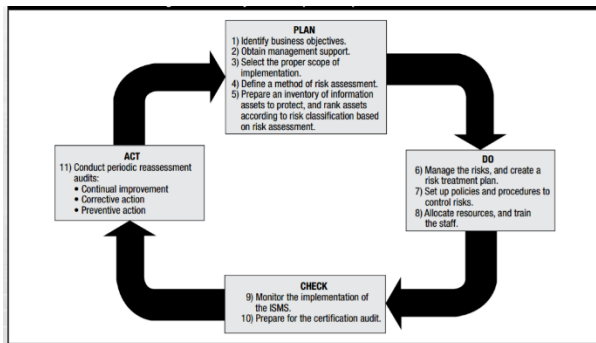 PLAN
1) Identify business objectives.
2) Obtain management support.
3) Select the proper scope of
implementation.
4) Define a method of risk assessment.
5) Prepare an inventory of information
assets to protect, and rank assets
according to risk classification based
on risk assessment.
DO
6) Manage the risks, and create a
risk treatment plan.
7) Set up policies and procedures to
control risks.
8) Allocate resources, and train
the staff.
CHECK
9) Monitor the implementation of
the ISMS.
10) Prepare for the certification audit.
ACT
11) Conduct periodic reassessment
audits:
• Continual improvement
• Corrective action
• Preventive action